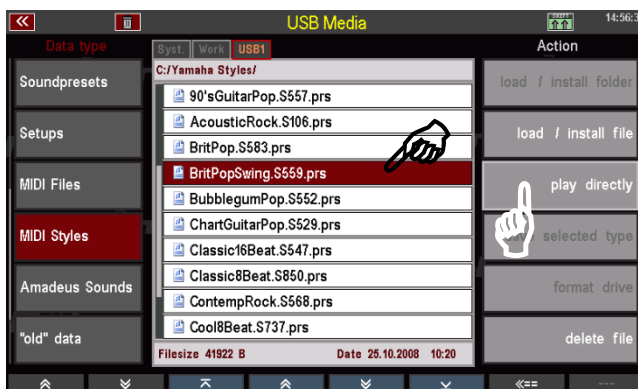 USB Media
14:56:3
Data type
Syst. Work USB1
Action
C:/Yamaha Styles/
Soundpresets
Setups
MIDI Files
MIDI Styles
Amadeus Sounds
"old" data
90'sGuitarPop.S557.prs
AcousticRock.S106.prs
BritPop.S583.prs
BritPopSwing.S559.prs
BubblegumPop.S552.prs
ChartGuitarPop.S529.prs
Classic16Beat.S547.prs
Classic8Beat.S850.prs
ContempRock.S568.prs
Cool8Beat.S737.prs
Filesize 41922 B Date 25.10.2008 10:20
load / install folder
load / install file
play directly
selected type
format drive
delete file